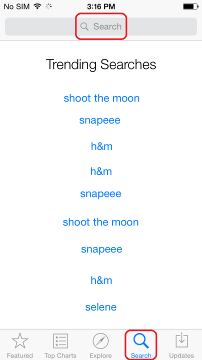 No SIM 3:16 PM
Search
Trending Searches
shoot the moon
snapeee
h&m
h&m
snapeee
shoot the moon
snapeee
h&m
selene
Featured Top Charts Explore Search Updates